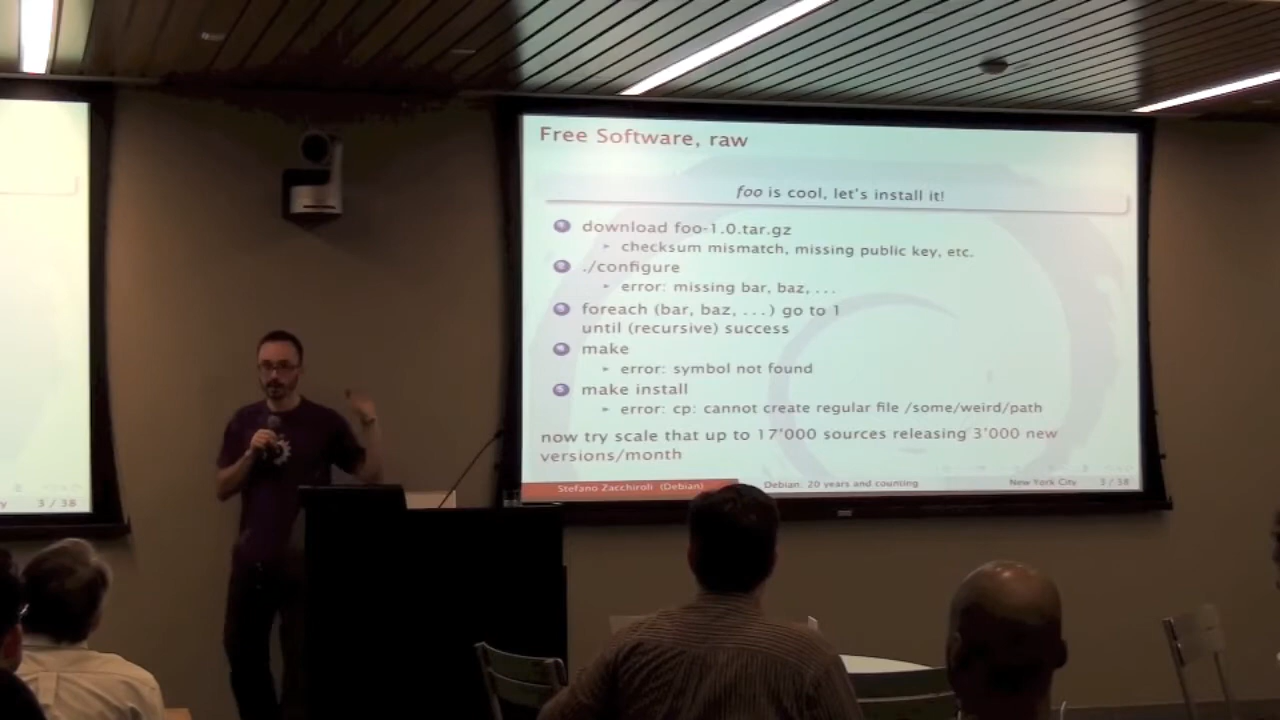 Free Software, raw
foo is cool, let's install it!
download foo-1.0.tar.gz
checksum mismatch, missing public key, etc.
./configure
error: missing bar, baz, ...
foreach (bar, baz, ...) go to 1
until (recursive) success
make
error: symbol not found
make install
error: cp: cannot create regular file /some/weird/path
now try scale that up to 17'000 sources releasing 3'000 new
versions/month
Stefano Zacchiroli (Debian)
Debian: 20 years and counting
New York City
3 / 38
3 / 38